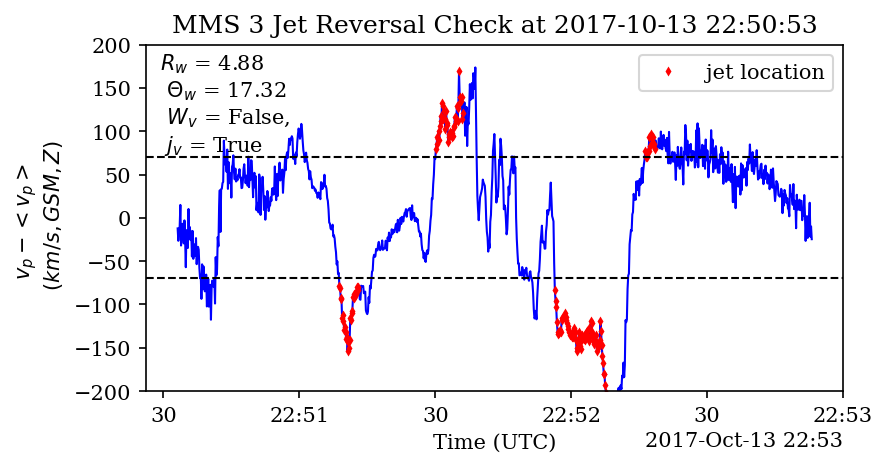 MMS 3 Jet Reversal Check at 2017-10-13 22:50:53
R_w = 4.88
Θ_w = 17.32
W_v = False,
j_v = True
jet location
200
150
100
50
0
−50
−100
−150
−200
v_p − < v_p >
(km/s, GSM, Z)
30
22:51
30
22:52
30
22:53
Time (UTC)
2017-Oct-13 22:53